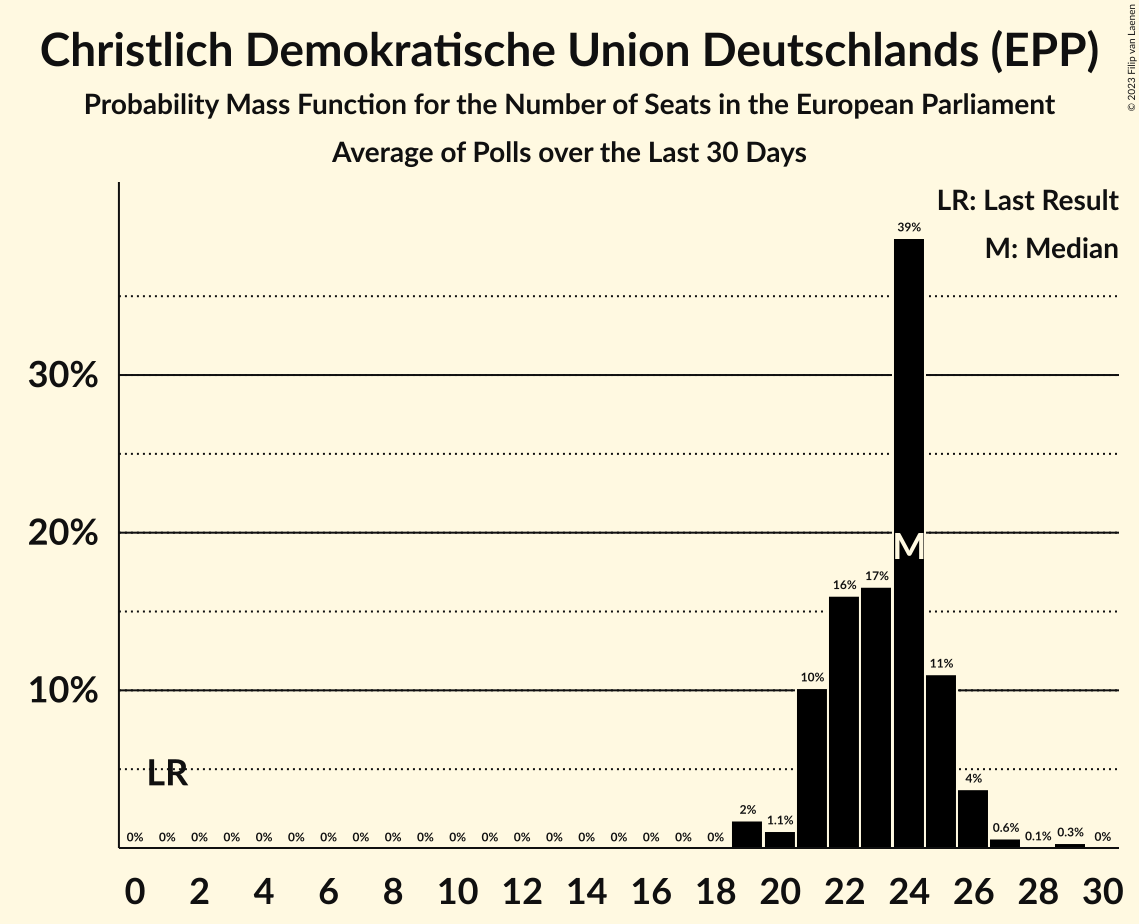 Christlich Demokratische Union Deutschlands (EPP)
Probability Mass Function for the Number of Seats in the European Parliament
Average of Polls over the Last 30 Days
© 2023 Filip van Laenen
LR: Last Result
M: Median
39%
30%
20%
M
17%
16%
11%
10%
10%
LR
4%
2%
1.1%
0.6%
0.3%
0.1%
0% 0% 0% 0% 0% 0% 0% 0% 0% 0% 0% 0% 0% 0% 0% 0% 0% 0% 0% 0%
0 2 4 6 8 10 12 14 16 18 20 22 24 26 28 30